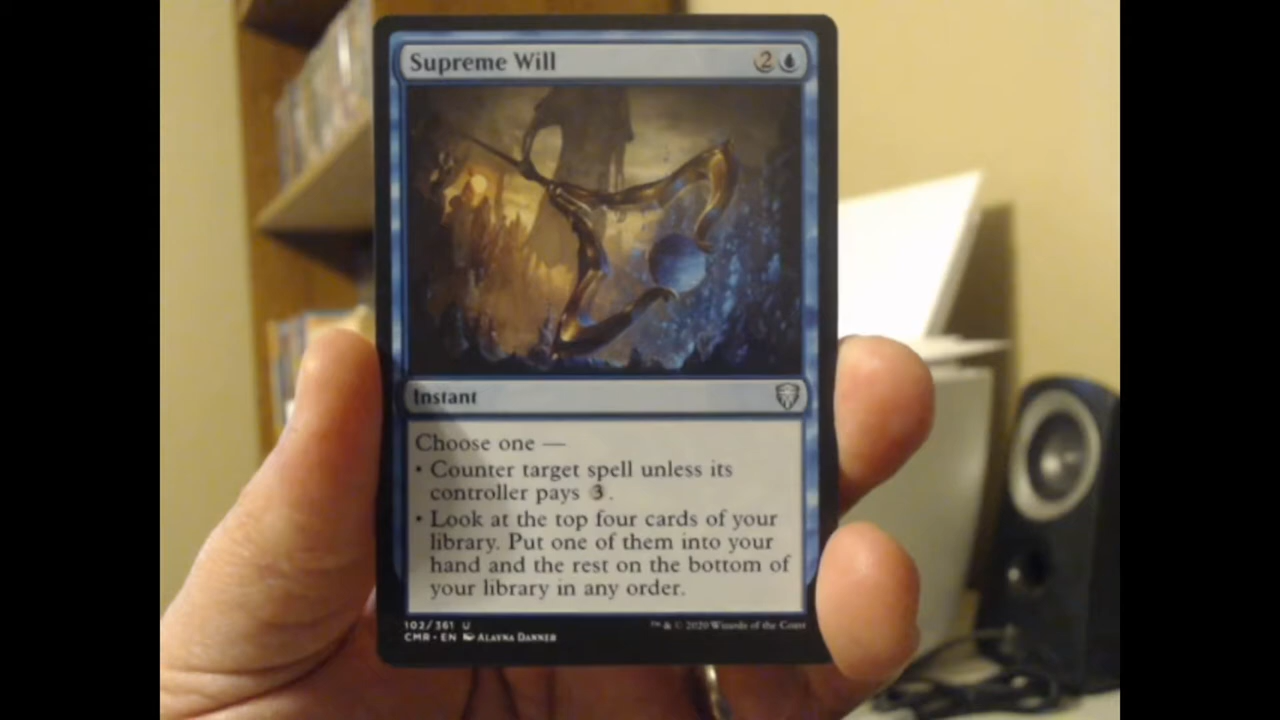 Supreme Will 2
Instant
Choose one —
• Counter target spell unless its
controller pays 3.
• Look at the top four cards of your
library. Put one of them into your
hand and the rest on the bottom of
your library in any order.
102/361 U
™ & © 2020 Wizards of the Coast
CMR • EN Alayna Danner